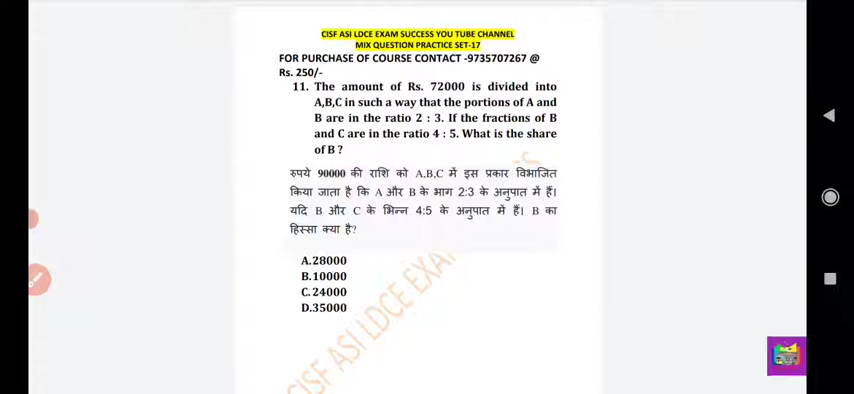 CISF ASI LDCE EXAM SUCCESS YOU TUBE CHANNEL
MIX QUESTION PRACTICE SET-17
FOR PURCHASE OF COURSE CONTACT -9735707267 @
Rs. 250/-
11. The amount of Rs. 72000 is divided into
A,B,C in such a way that the portions of A and
B are in the ratio 2 : 3. If the fractions of B
and C are in the ratio 4 : 5. What is the share
of B ?
रुपये 90000 की राशि को A,B,C में इस प्रकार विभाजित
किया जाता है कि A और B के भाग 2:3 के अनुपात में हैं।
यदि B और C के भिन्न 4:5 के अनुपात में हैं। B का
हिस्सा क्या है?
A.28000
B.10000
C.24000
D.35000
CISF ASI LDCE EXAM